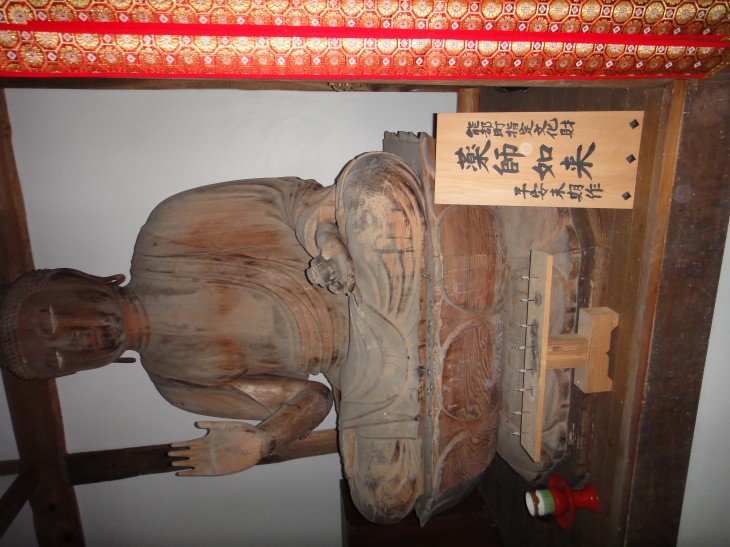 能都町指定文化財
薬師如来
平安末期作